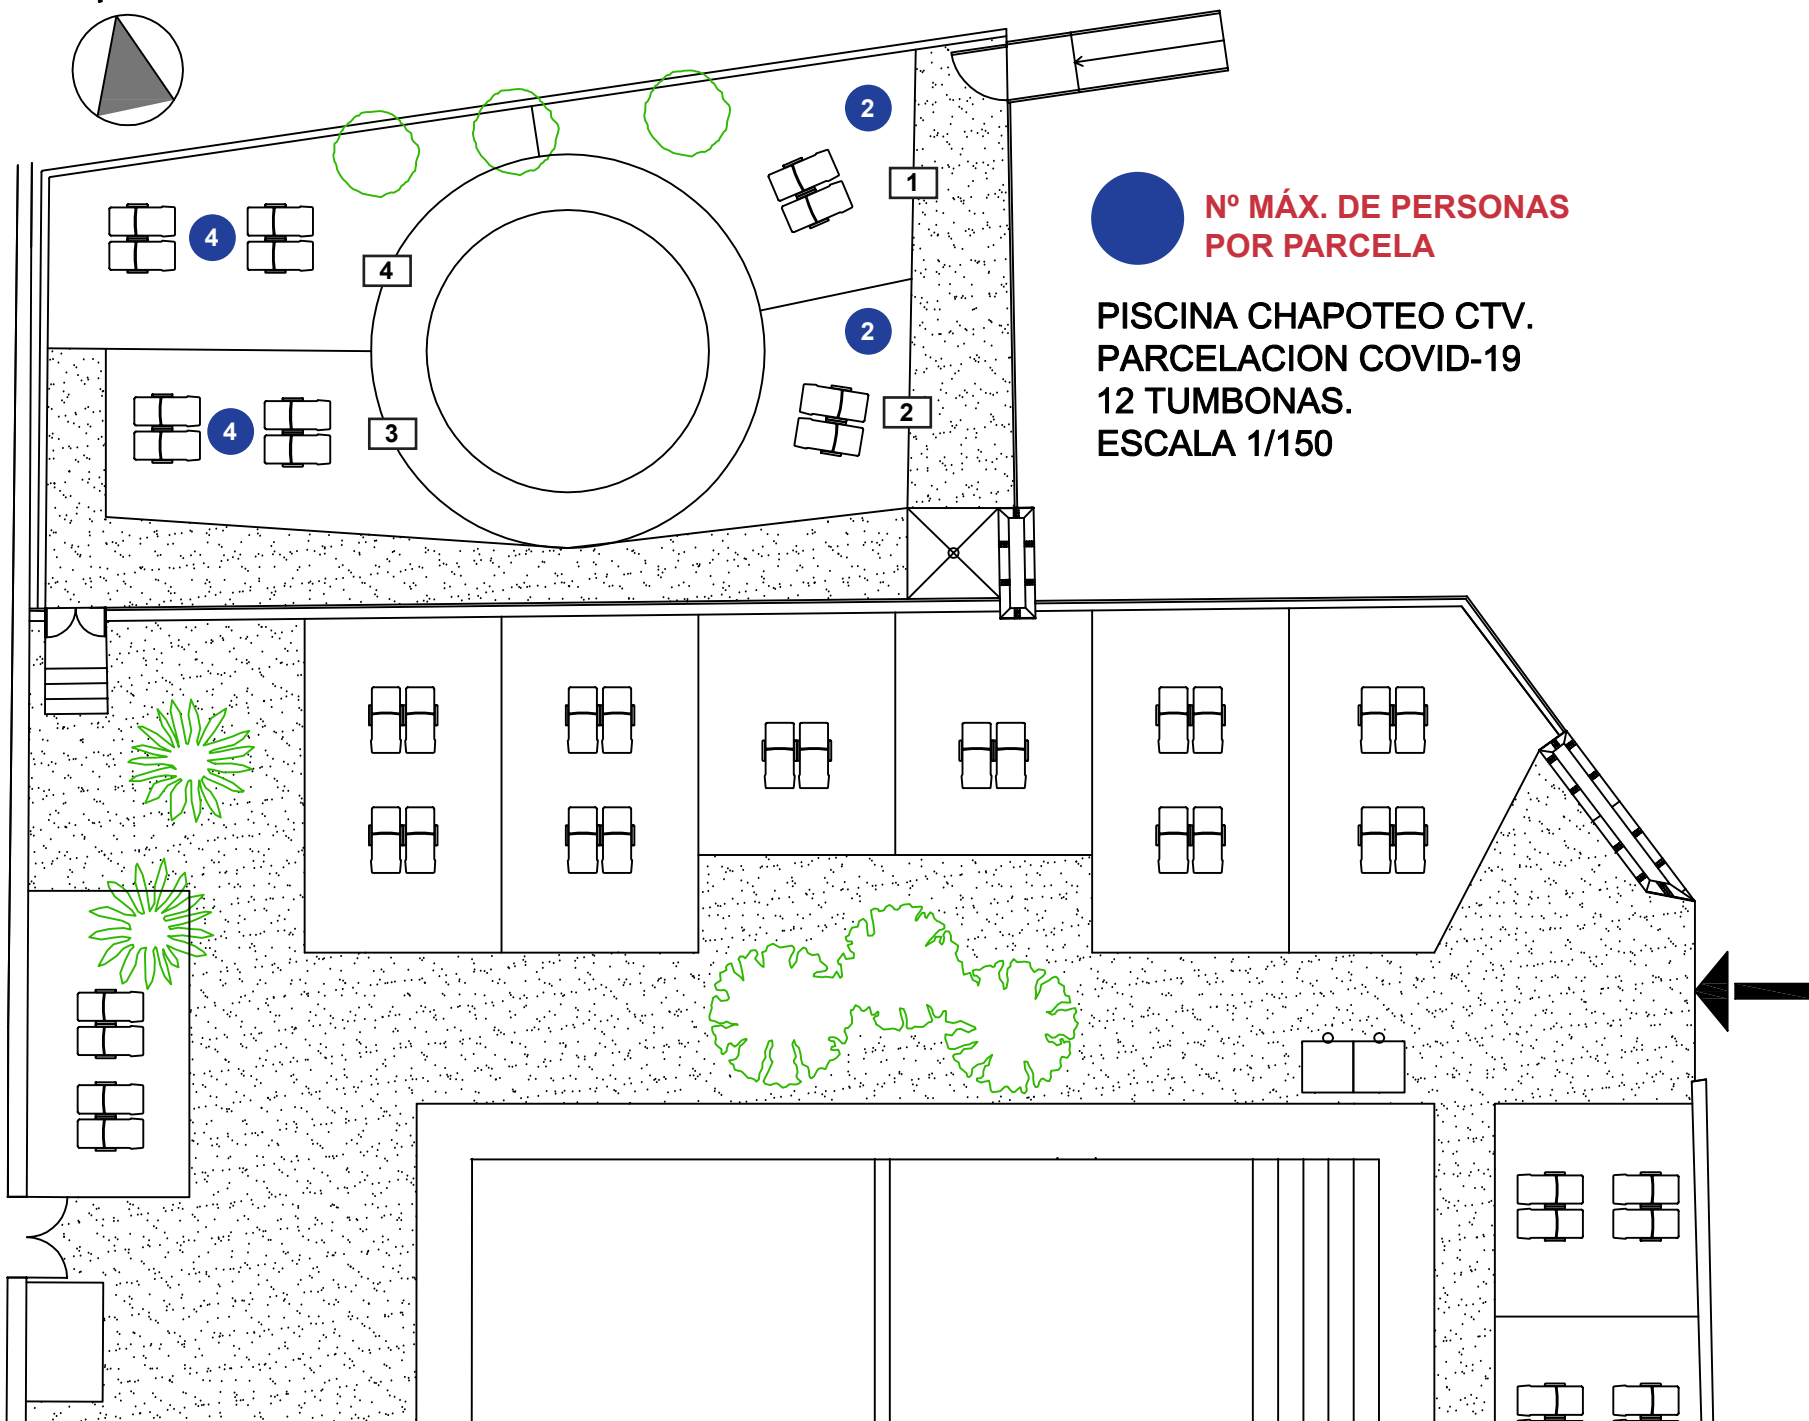 2
1
4
4
2
4
3
2
Nº MÁX. DE PERSONAS
POR PARCELA
PISCINA CHAPOTEO CTV.
PARCELACION COVID-19
12 TUMBONAS.
ESCALA 1/150